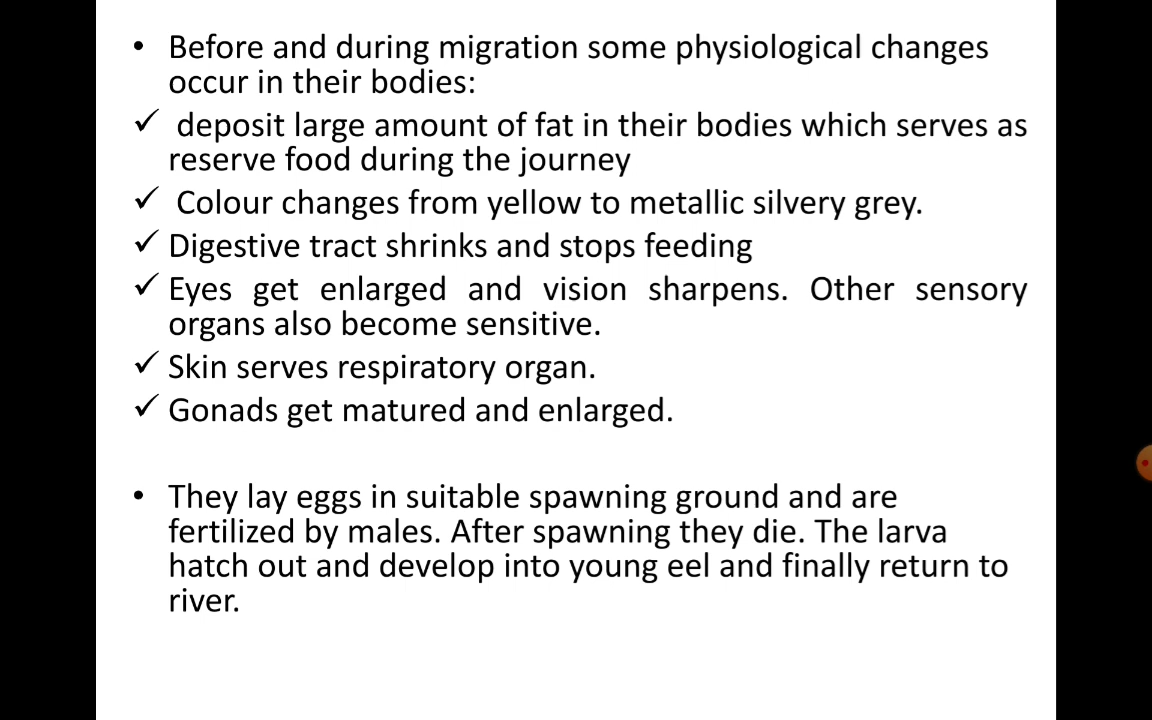 • Before and during migration some physiological changes
occur in their bodies:
✓ deposit large amount of fat in their bodies which serves as
reserve food during the journey
✓ Colour changes from yellow to metallic silvery grey.
✓ Digestive tract shrinks and stops feeding
✓ Eyes get enlarged and vision sharpens. Other sensory
organs also become sensitive.
✓ Skin serves respiratory organ.
✓ Gonads get matured and enlarged.
• They lay eggs in suitable spawning ground and are
fertilized by males. After spawning they die. The larva
hatch out and develop into young eel and finally return to
river.